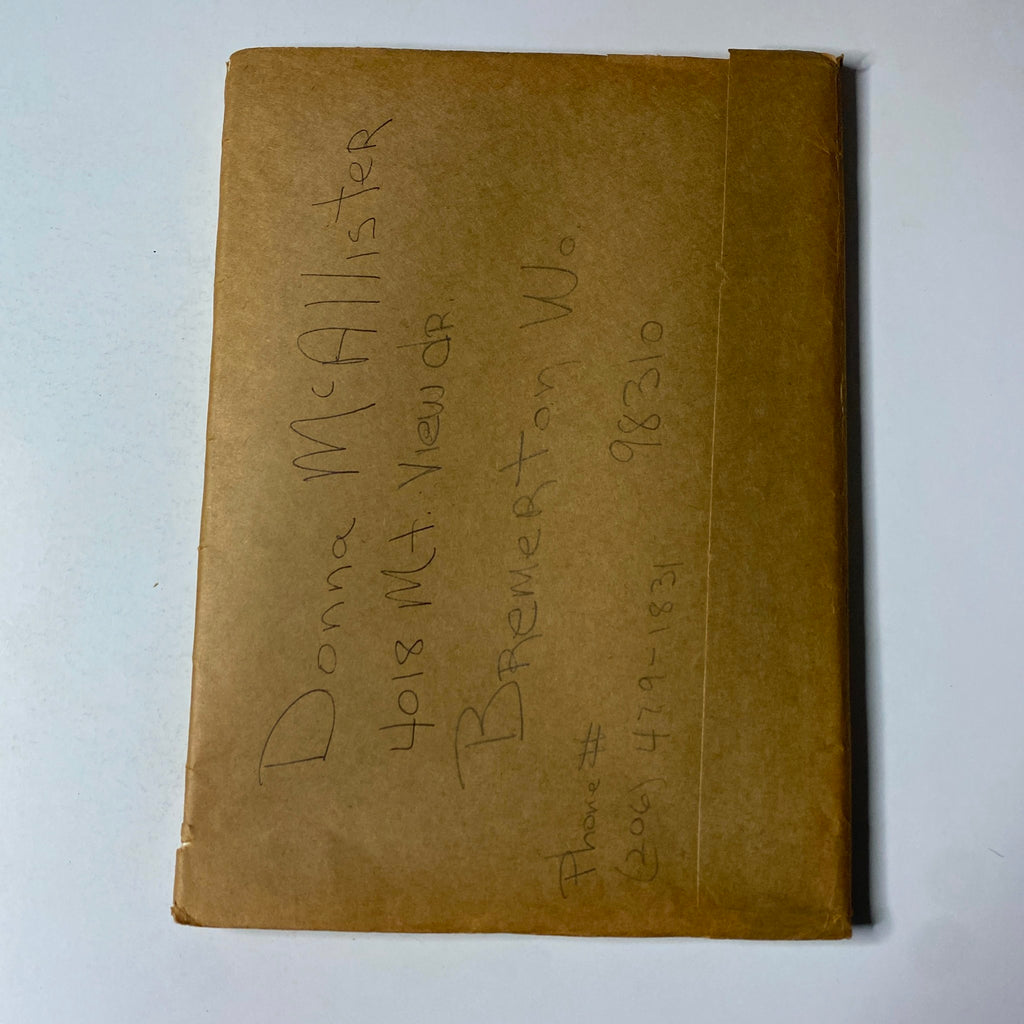 Donna McAllister
4018 Mt. View dR.
BRemeRTon, Wa.
98310
Phone #
(206) 479-1831